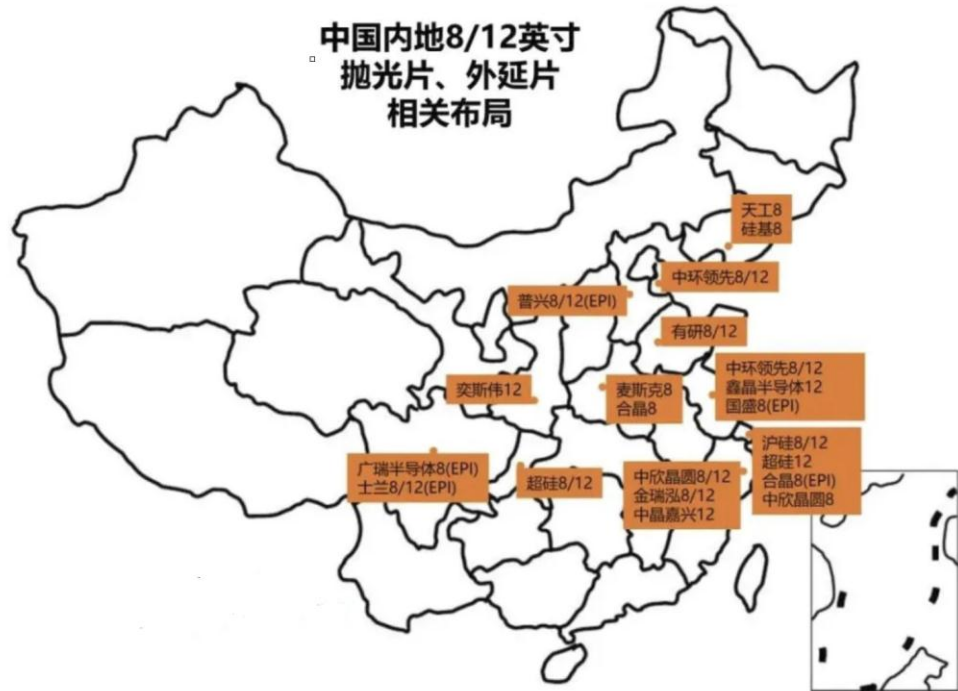 中国内地8/12英寸
抛光片、外延片
相关布局
天工8
硅基8
中环领先8/12
普兴8/12(EPI)
有研8/12
中环领先8/12
鑫晶半导体12
国盛8(EPI)
奕斯伟12
麦斯克8
合晶8
沪硅8/12
超硅12
合晶8(EPI)
中欣晶圆8
广瑞半导体8(EPI)
士兰8/12(EPI)
超硅8/12
中欣晶圆8/12
金瑞泓8/12
中晶嘉兴12